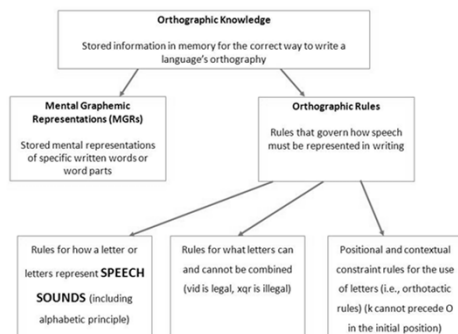 Orthographic Knowledge
Stored information in memory for the correct way to write a
language's orthography
Mental Graphemic
Representations (MGRs)
Stored mental representations
of specific written words or
word parts
Orthographic Rules
Rules that govern how speech
must be represented in writing
Rules for how a letter or
letters represent SPEECH
SOUNDS (including
alphabetic principle)
Rules for what letters can
and cannot be combined
(vid is legal, xqr is illegal)
Positional and contextual
constraint rules for the use
of letters (i.e., orthotactic
rules) (k cannot precede O
in the initial position)